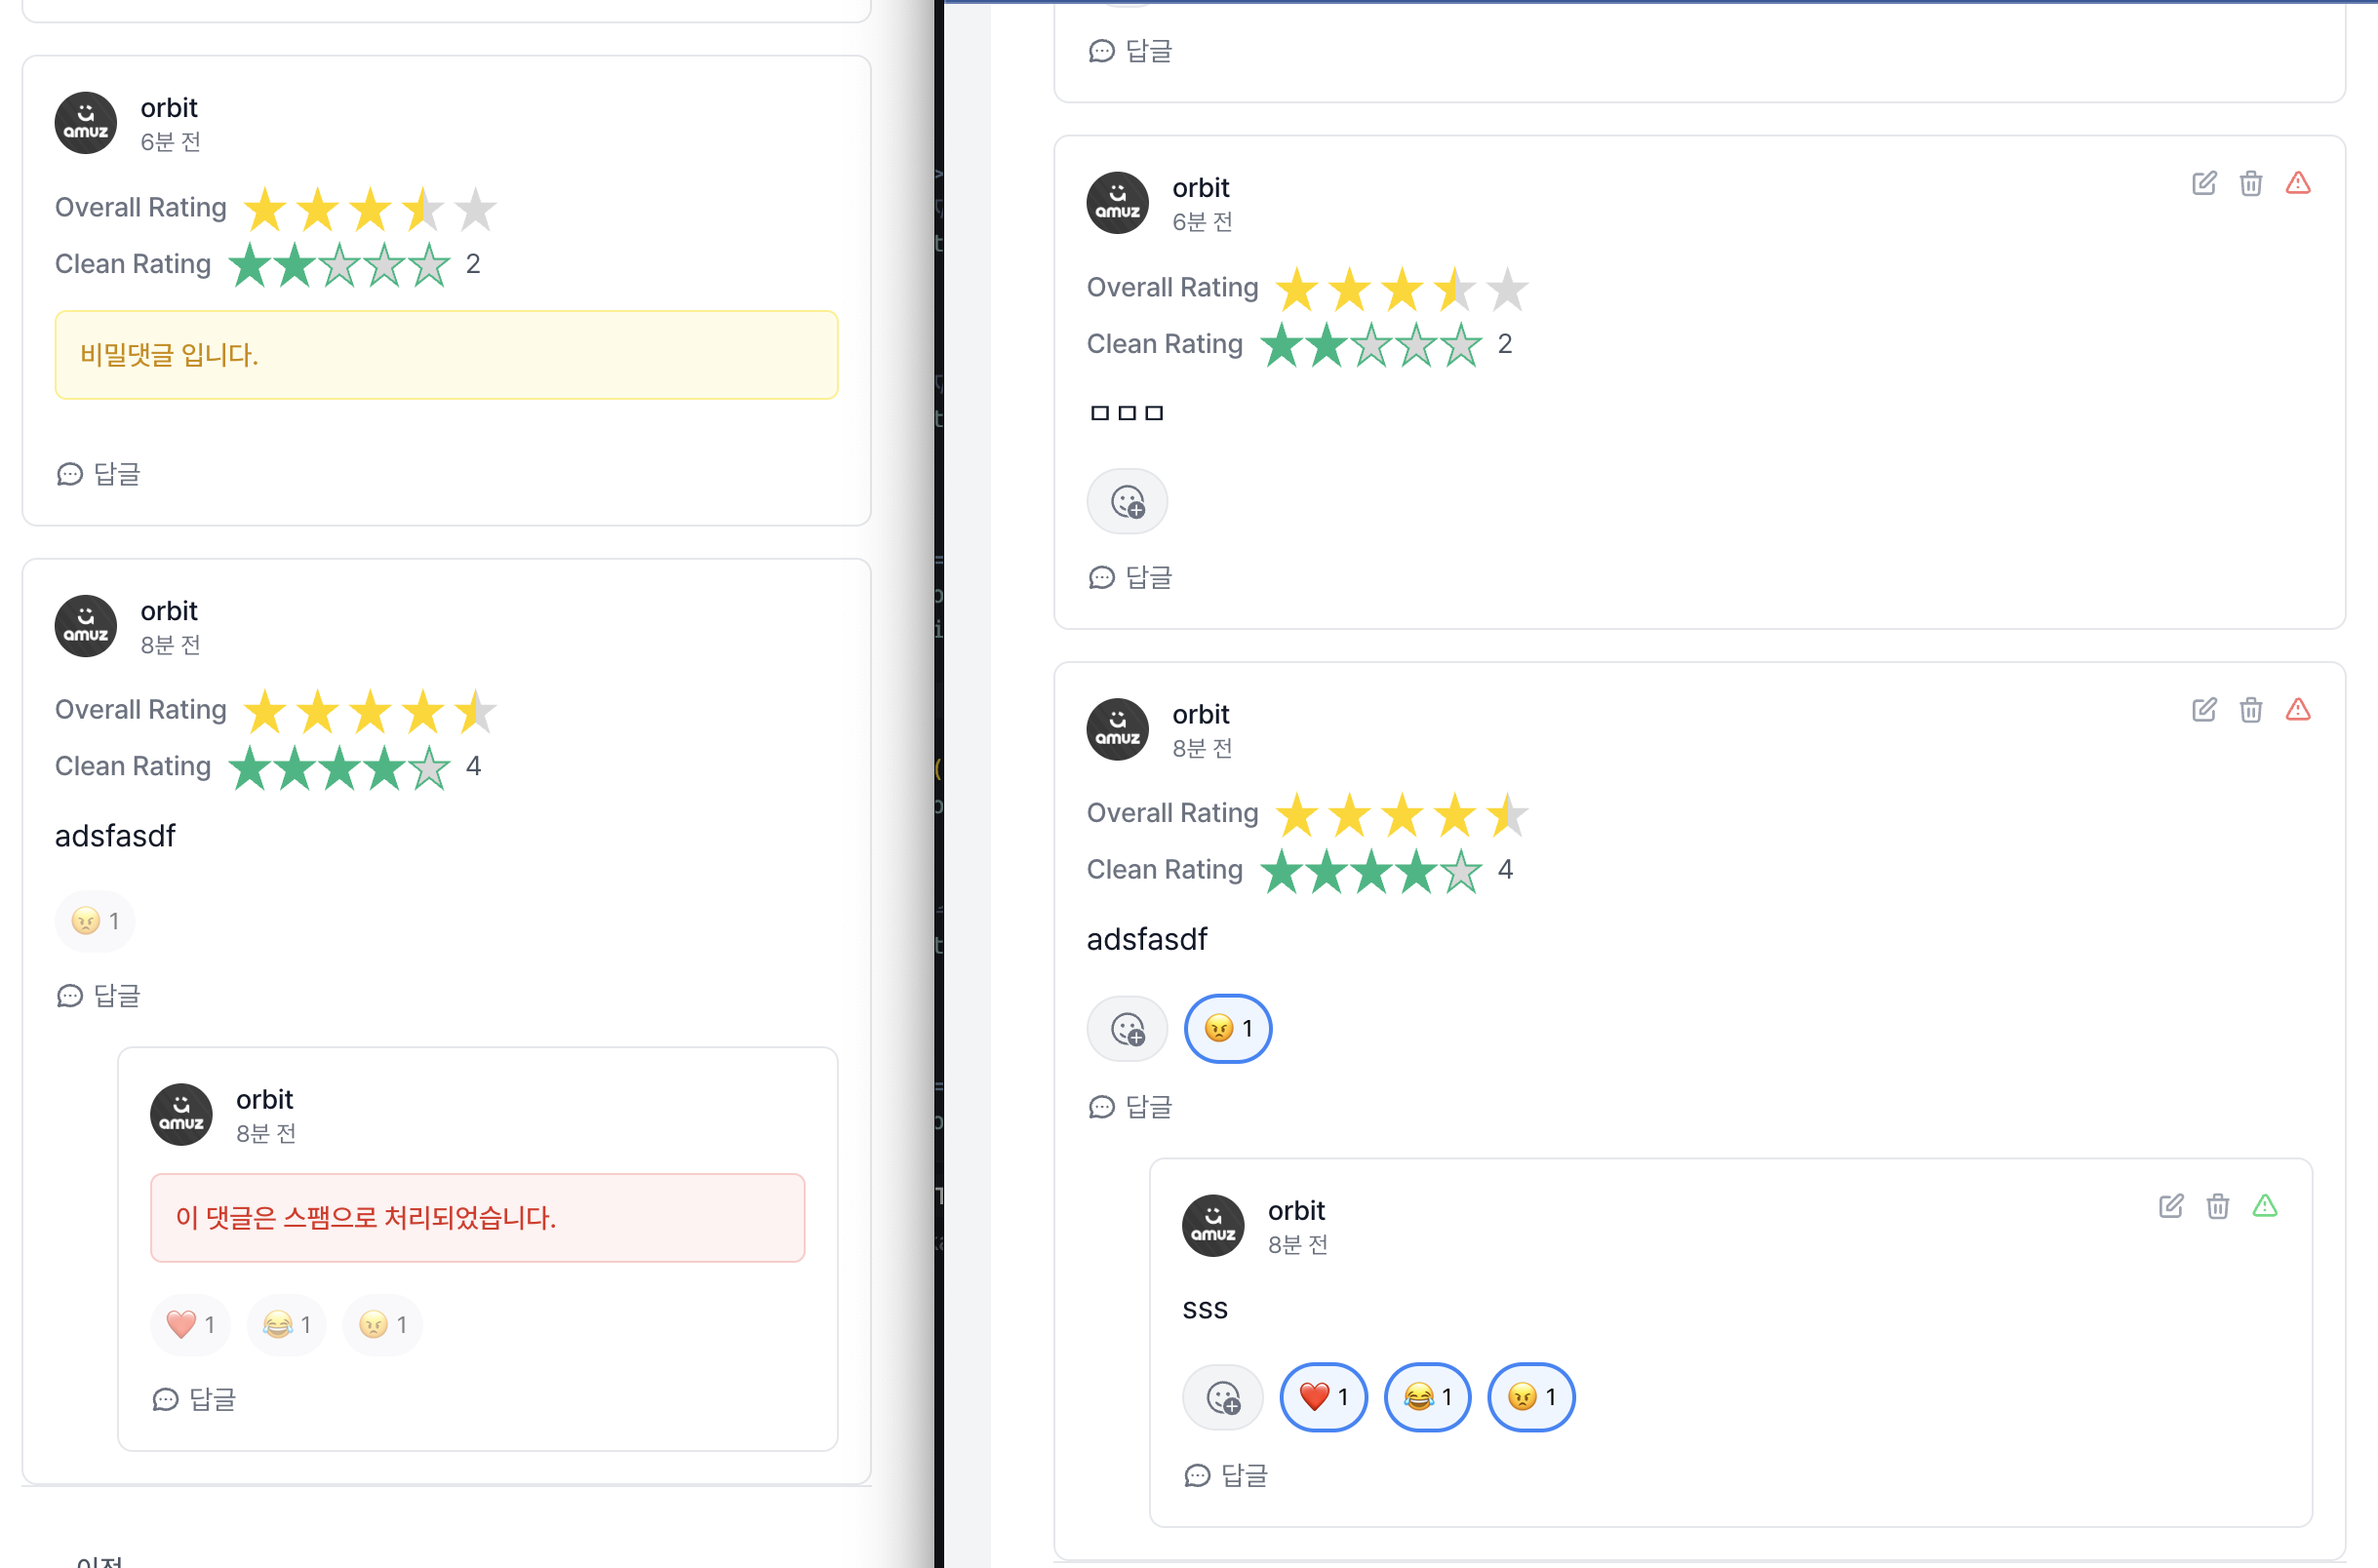 amuz
orbit
6분 전
Overall Rating
Clean Rating 2
비밀댓글 입니다.
답글
amuz
orbit
8분 전
Overall Rating
Clean Rating 4
adsfasdf
1
답글
amuz
orbit
8분 전
이 댓글은 스팸으로 처리되었습니다.
1 1 1
답글
답글
amuz
orbit
6분 전
Overall Rating
Clean Rating 2
ㅁㅁㅁ
답글
amuz
orbit
8분 전
Overall Rating
Clean Rating 4
adsfasdf
1
답글
amuz
orbit
8분 전
sss
1 1 1
답글